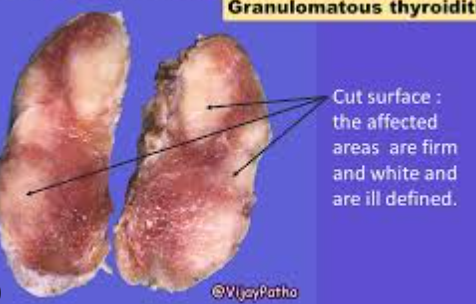 Granulomatous thyroidit
Cut surface :
the affected
areas are firm
and white and
are ill defined.
@VijayPatho